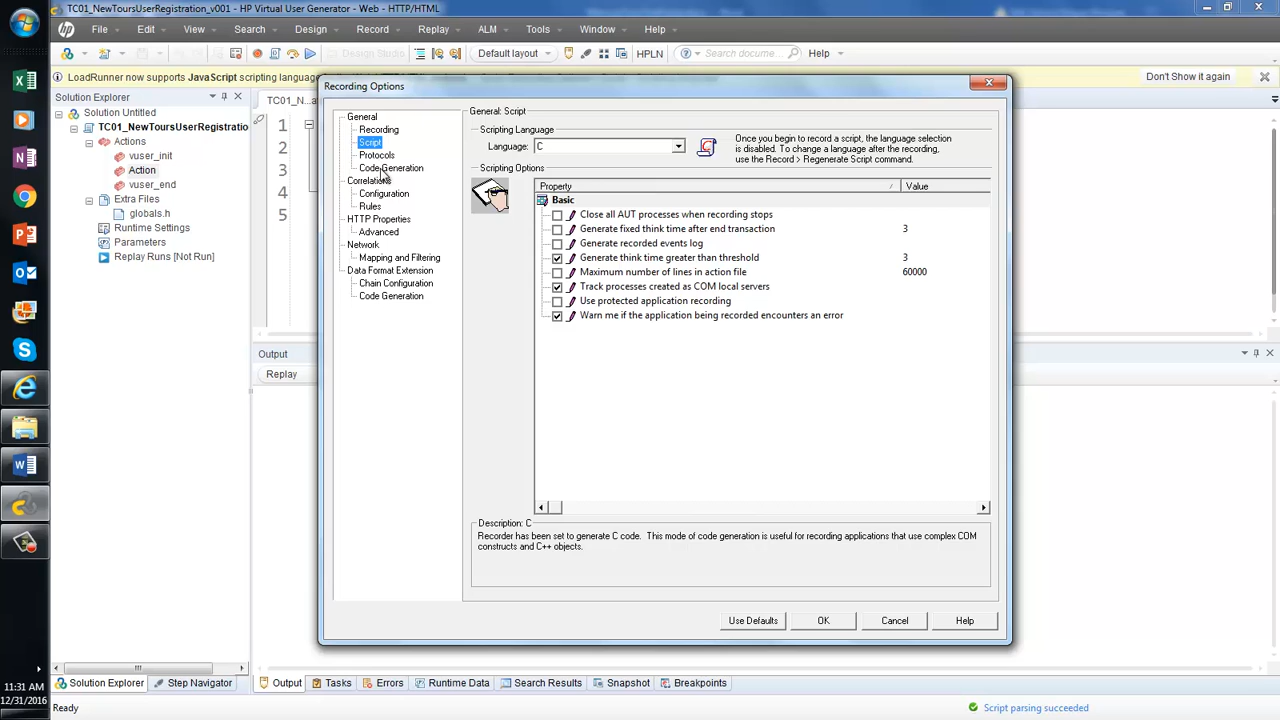 TC01_NewToursUserRegistration_v001 - HP Virtual User Generator - Web - HTTP/HTML
File Edit View Search Design Record Replay ALM Tools Window Help
Design Studio Default layout HPLN Search docume... Help
LoadRunner now supports JavaScript scripting langua
Don't Show it again
Solution Explorer
Solution Untitled
TC01_NewToursUserRegistratio
Actions
vuser_init
Action
vuser_end
Extra Files
globals.h
Runtime Settings
Parameters
Replay Runs [Not Run]
TC01_N...a
1
2
3
4
5
Recording Options
General
Recording
Script
Protocols
Code Generation
Correlations
Configuration
Rules
HTTP Properties
Advanced
Network
Mapping and Filtering
Data Format Extension
Chain Configuration
Code Generation
General: Script
Scripting Language
Language: C
Once you begin to record a script, the language selection
is disabled. To change a language after the recording,
use the Record > Regenerate Script command.
Scripting Options
Property Value
Basic
Close all AUT processes when recording stops
Generate fixed think time after end transaction 3
Generate recorded events log
Generate think time greater than threshold 3
Maximum number of lines in action file 60000
Track processes created as COM local servers
Use protected application recording
Warn me if the application being recorded encounters an error
Description: C
Recorder has been set to generate C code. This mode of code generation is useful for recording applications that use complex COM
constructs and C++ objects.
Use Defaults OK Cancel Help
Output
Replay
Solution Explorer Step Navigator Output Tasks Errors Runtime Data Search Results Snapshot Breakpoints
Ready
Script parsing succeeded
11:31 AM
12/31/2016